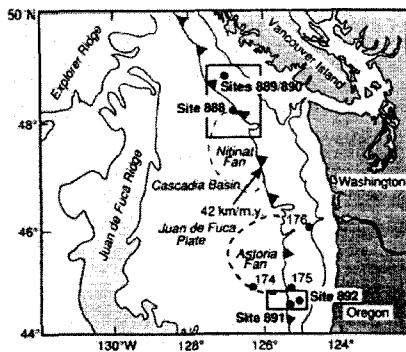 50°N
48°
46°
44°
130°W
128°
126°
124°
Explorer Ridge
Juan de Fuca Ridge
Vancouver Island
Sites 889/890
Site 888
Nitinat
Fan
Cascadia Basin
42 km/m.y.
Juan de Fuca
Plate
Astoria
Fan
174
175
176
Site 892
Site 891
Washington
Oregon